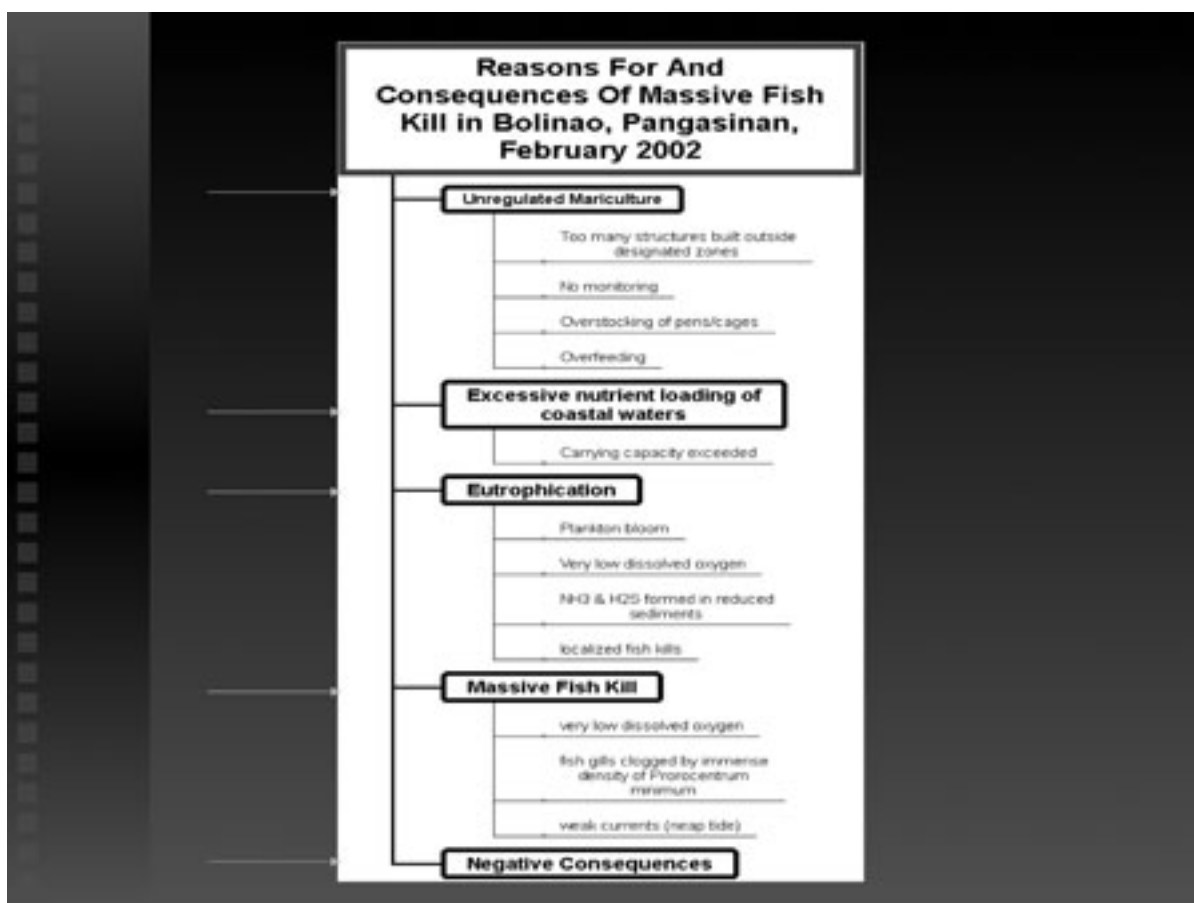 Reasons For And
Consequences Of Massive Fish
Kill in Bolinao, Pangasinan,
February 2002
Unregulated Mariculture
Too many structures built outside
designated zones
No monitoring
Overstocking of pens/cages
Overfeeding
Excessive nutrient loading of
coastal waters
Carrying capacity exceeded
Eutrophication
Plankton bloom
Very low dissolved oxygen
NH3 & H2S formed in reduced
sediments
localized fish kills
Massive Fish Kill
very low dissolved oxygen
fish gills clogged by immense
density of Prorocentrum
minimum
weak currents (neap tide)
Negative Consequences